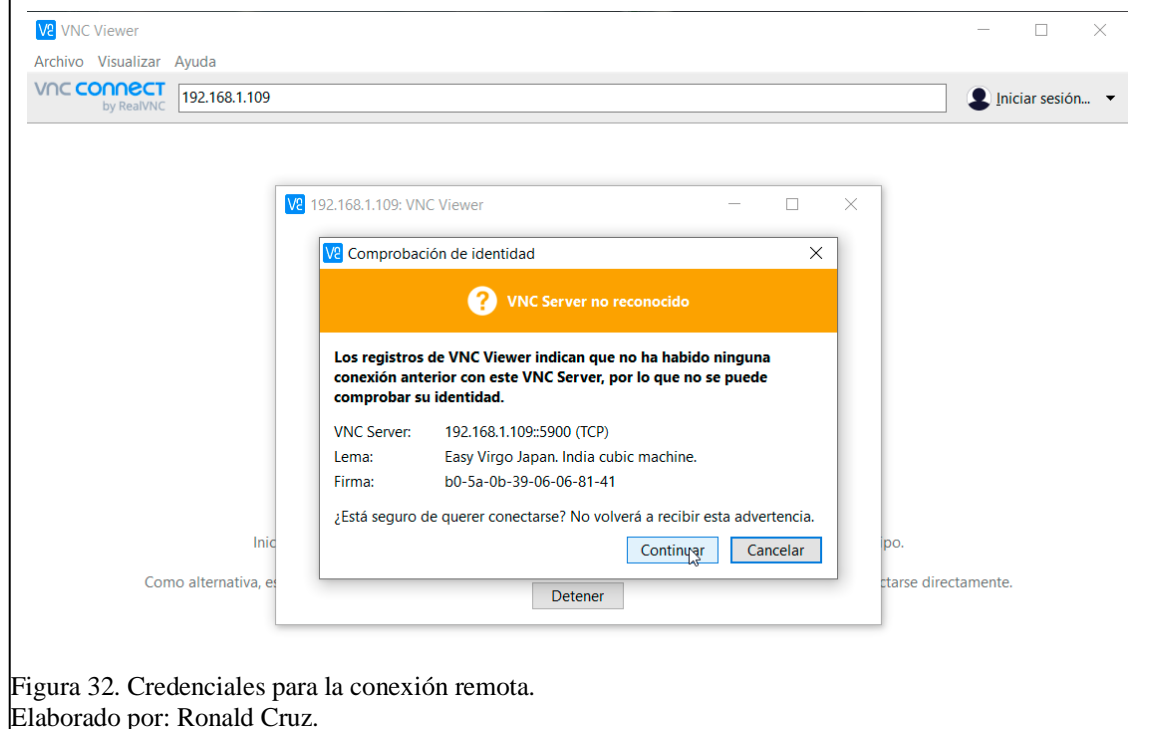 VNC Viewer
Archivo Visualizar Ayuda
vnc connect
by RealVNC
192.168.1.109
Iniciar sesión...
192.168.1.109: VNC Viewer
Comprobación de identidad
VNC Server no reconocido
Los registros de VNC Viewer indican que no ha habido ninguna
conexión anterior con este VNC Server, por lo que no se puede
comprobar su identidad.
VNC Server: 192.168.1.109::5900 (TCP)
Lema: Easy Virgo Japan. India cubic machine.
Firma: b0-5a-0b-39-06-06-81-41
¿Está seguro de querer conectarse? No volverá a recibir esta advertencia.
Continuar Cancelar
Inic po.
Como alternativa, es ctarse directamente.
Detener
Figura 32. Credenciales para la conexión remota.
Elaborado por: Ronald Cruz.